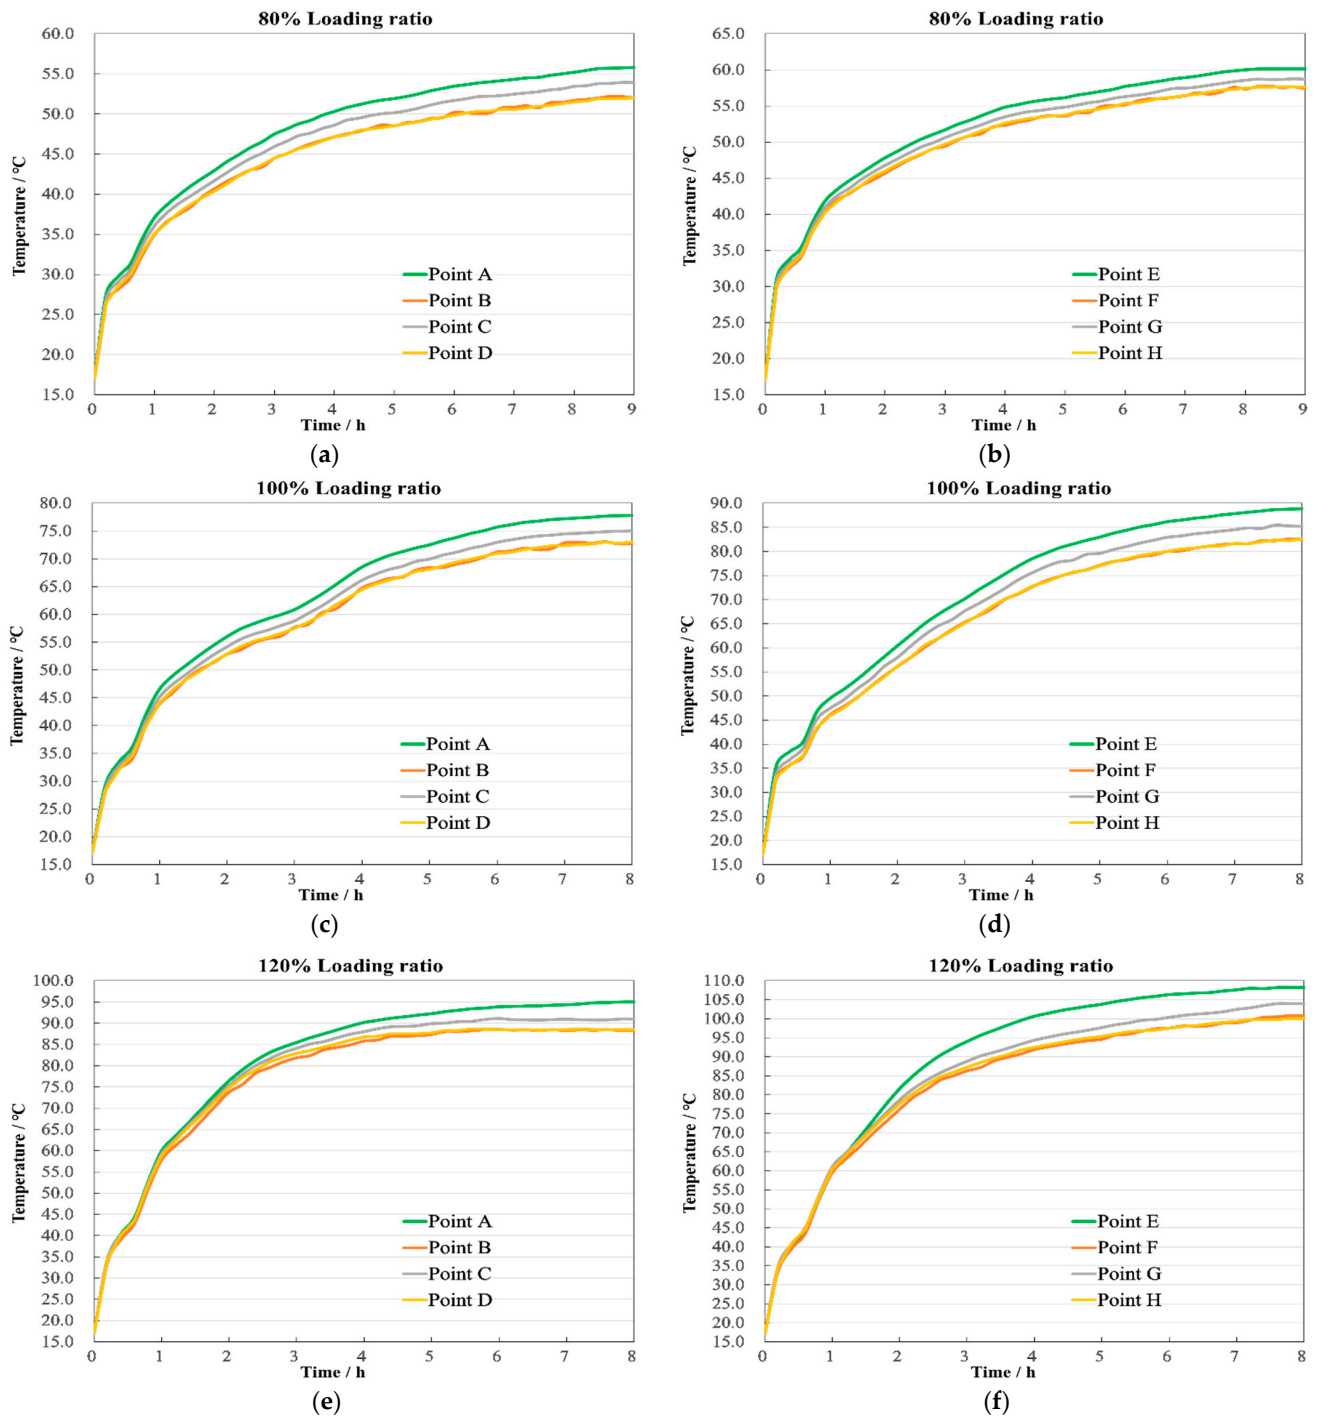 80% Loading ratio
Temperature / °C
60.0
55.0
50.0
45.0
40.0
35.0
30.0
25.0
20.0
15.0
Point A
Point B
Point C
Point D
0 1 2 3 4 5 6 7 8 9
Time / h
(a)
80% Loading ratio
Temperature / °C
65.0
60.0
55.0
50.0
45.0
40.0
35.0
30.0
25.0
20.0
15.0
Point E
Point F
Point G
Point H
0 1 2 3 4 5 6 7 8 9
Time / h
(b)
100% Loading ratio
Temperature / °C
80.0
75.0
70.0
65.0
60.0
55.0
50.0
45.0
40.0
35.0
30.0
25.0
20.0
15.0
Point A
Point B
Point C
Point D
0 1 2 3 4 5 6 7 8
Time / h
(c)
100% Loading ratio
Temperature / °C
90.0
85.0
80.0
75.0
70.0
65.0
60.0
55.0
50.0
45.0
40.0
35.0
30.0
25.0
20.0
15.0
Point E
Point F
Point G
Point H
0 1 2 3 4 5 6 7 8
Time / h
(d)
120% Loading ratio
Temperature / °C
100.0
95.0
90.0
85.0
80.0
75.0
70.0
65.0
60.0
55.0
50.0
45.0
40.0
35.0
30.0
25.0
20.0
15.0
Point A
Point B
Point C
Point D
0 1 2 3 4 5 6 7 8
Time / h
(e)
120% Loading ratio
Temperature / °C
110.0
105.0
100.0
95.0
90.0
85.0
80.0
75.0
70.0
65.0
60.0
55.0
50.0
45.0
40.0
35.0
30.0
25.0
20.0
15.0
Point E
Point F
Point G
Point H
0 1 2 3 4 5 6 7 8
Time / h
(f)